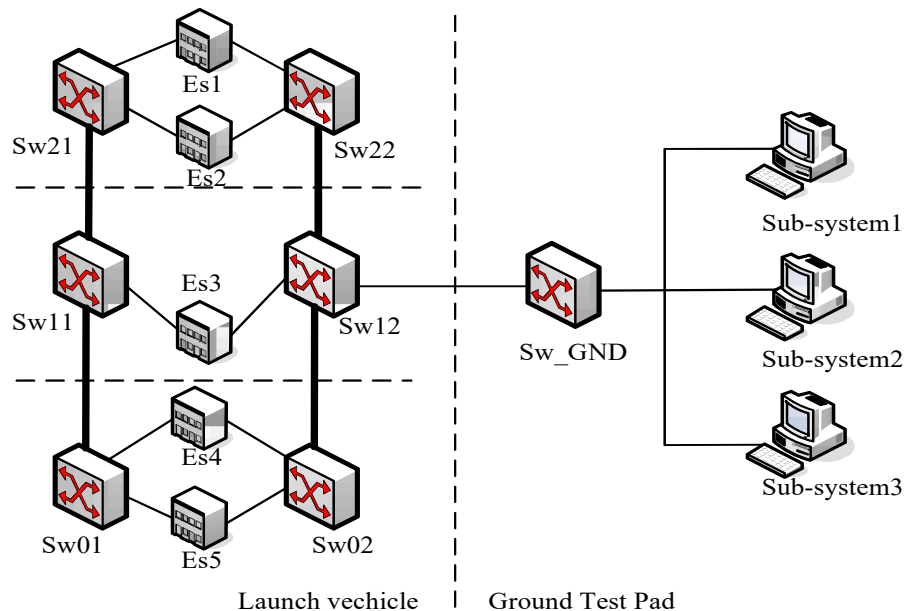 Es1
Sw21
Es2
Sw22
Sub-system1
Es3
Sw11
Sw12
Sw_GND
Sub-system2
Es4
Sub-system3
Sw01
Es5
Sw02
Launch vechicle
Ground Test Pad